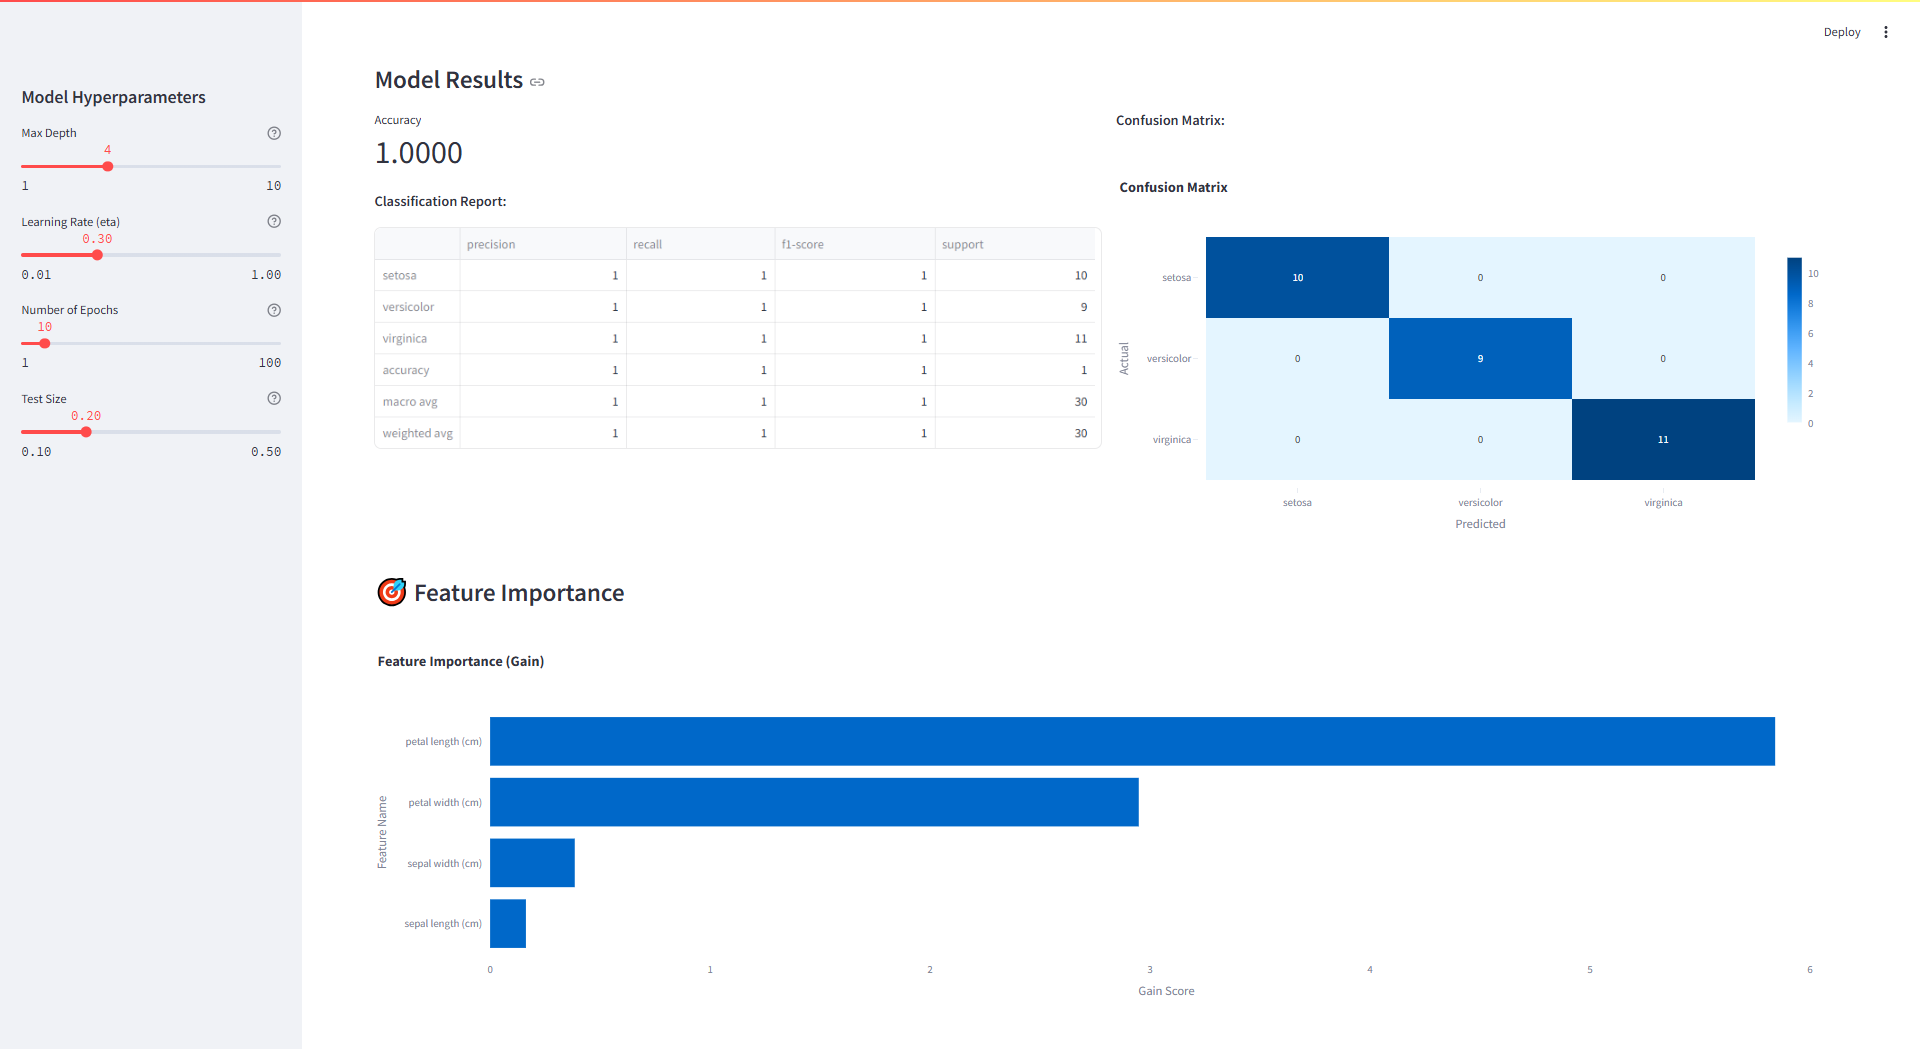 Deploy
Model Hyperparameters
Max Depth
4
1 10
Learning Rate (eta)
0.30
0.01 1.00
Number of Epochs
10
1 100
Test Size
0.20
0.10 0.50
Model Results
Accuracy
1.0000
Classification Report:
precision recall f1-score support
setosa 1 1 1 10
versicolor 1 1 1 9
virginica 1 1 1 11
accuracy 1 1 1 1
macro avg 1 1 1 30
weighted avg 1 1 1 30
Confusion Matrix:
Confusion Matrix
Actual
setosa 10 0 0
versicolor 0 9 0
virginica 0 0 11
setosa versicolor virginica
Predicted
10
8
6
4
2
0
Feature Importance
Feature Importance (Gain)
Feature Name
petal length (cm)
petal width (cm)
sepal width (cm)
sepal length (cm)
0 1 2 3 4 5 6
Gain Score